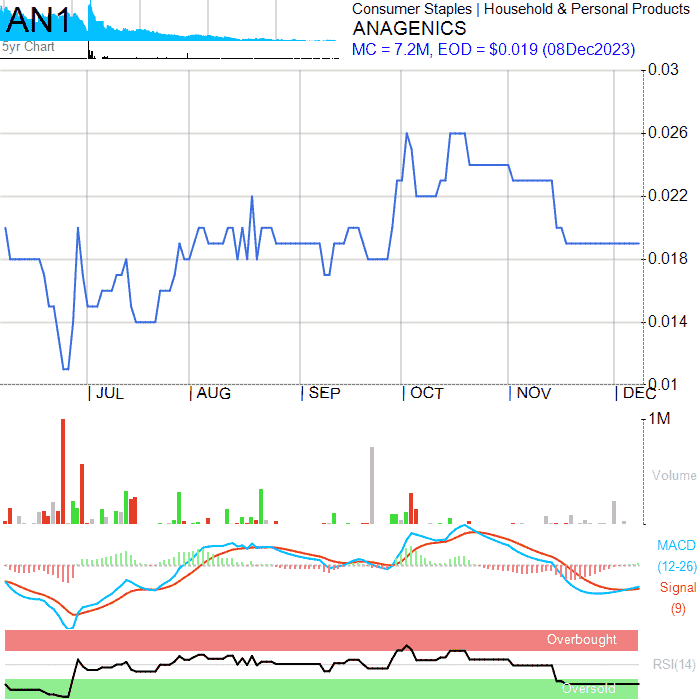 AN1
5yr Chart
Consumer Staples | Household & Personal Products
ANAGENICS
MC = 7.2M, EOD = $0.019 (08Dec2023)
0.03
0.026
0.022
0.018
0.014
0.01
JUL AUG SEP OCT NOV DEC
1M
Volume
MACD
(12-26)
Signal
(9)
Overbought
RSI(14)
Oversold